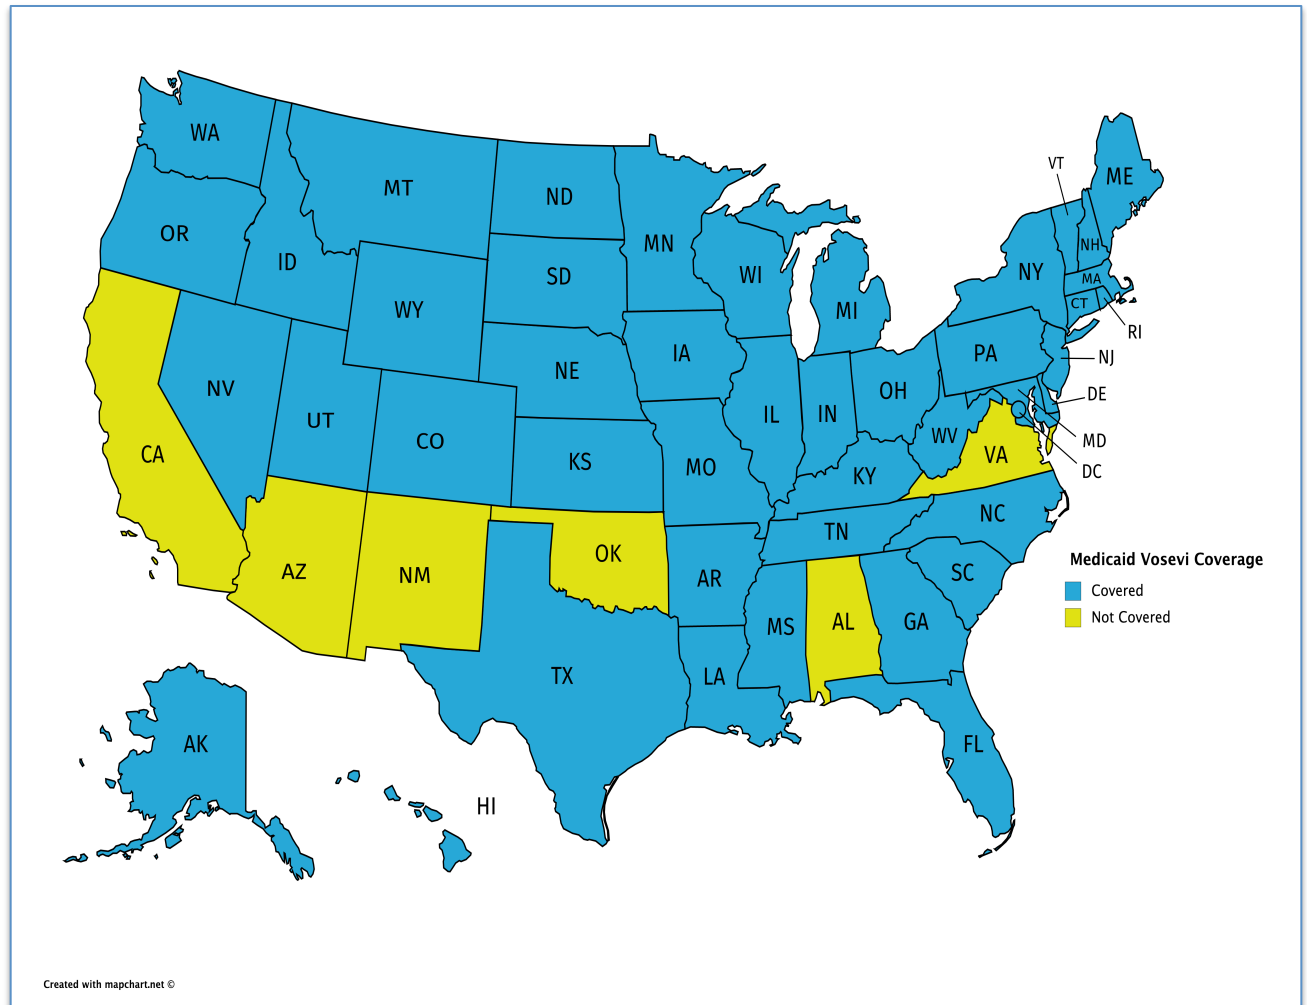 WA
MT
ND
MN
VT
ME
OR
ID
SD
WI
NH
NY
MA
WY
MI
CT
RI
IA
PA
NJ
NE
NV
OH
DE
UT
IL
IN
CO
WV
MD
CA
KS
MO
KY
VA
DC
NC
TN
OK
AZ
NM
AR
SC
Medicaid Vosevi Coverage
Covered
Not Covered
MS
AL
GA
TX
LA
AK
FL
HI
Created with mapchart.net ©